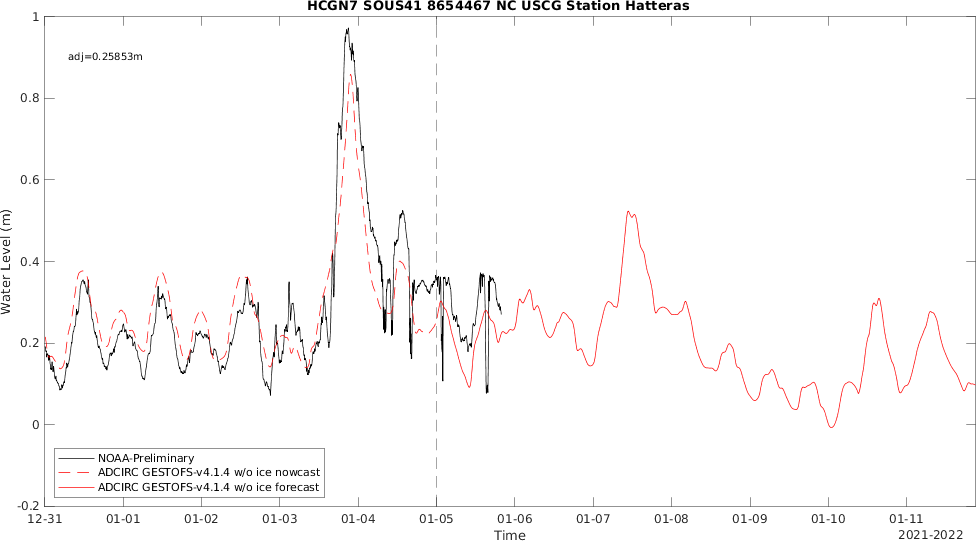 HCGN7 SOUS41 8654467 NC USCG Station Hatteras
1
adj=0.25853m
0.8
0.6
0.4
0.2
0
-0.2
Water Level (m)
NOAA-Preliminary
ADCIRC GESTOFS-v4.1.4 w/o ice nowcast
ADCIRC GESTOFS-v4.1.4 w/o ice forecast
12-31 01-01 01-02 01-03 01-04 01-05 01-06 01-07 01-08 01-09 01-10 01-11
Time
2021-2022